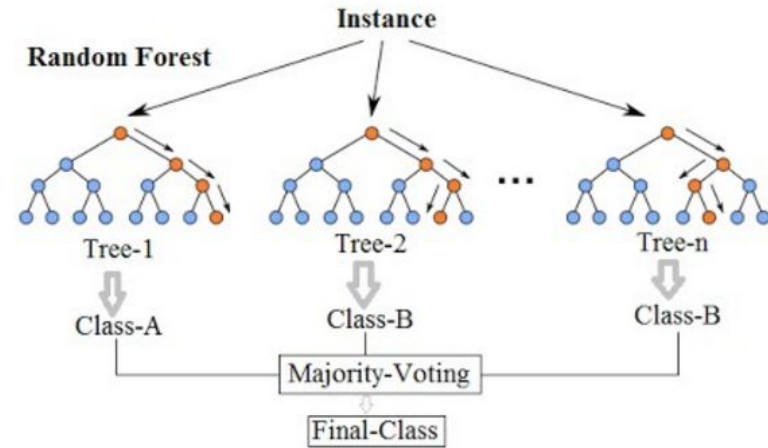 Instance
Random Forest
...
Tree-1
Tree-2
Tree-n
Class-A
Class-B
Class-B
Majority-Voting
Final-Class